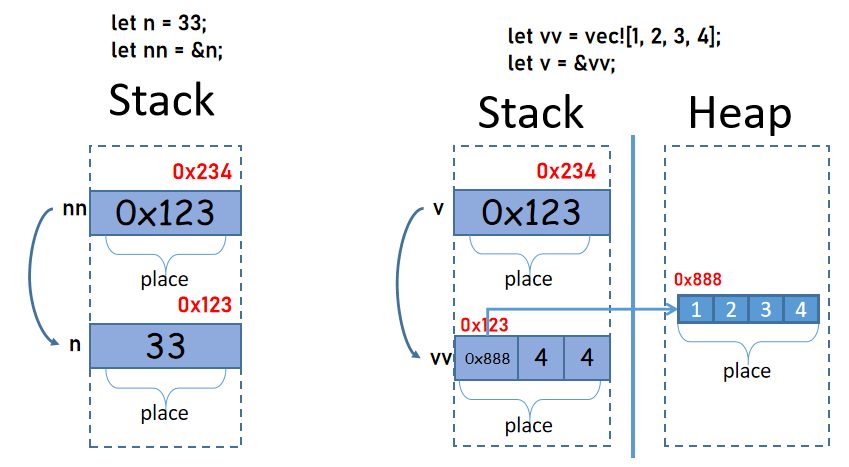 let n = 33;
let nn = &n;
Stack
0x234
nn
0x123
place
0x123
n
33
place
let vv = vec![1, 2, 3, 4];
let v = &vv;
Stack
Heap
0x234
v
0x123
place
0x123
vv
0x888
4
4
place
0x888
1 2 3 4
place